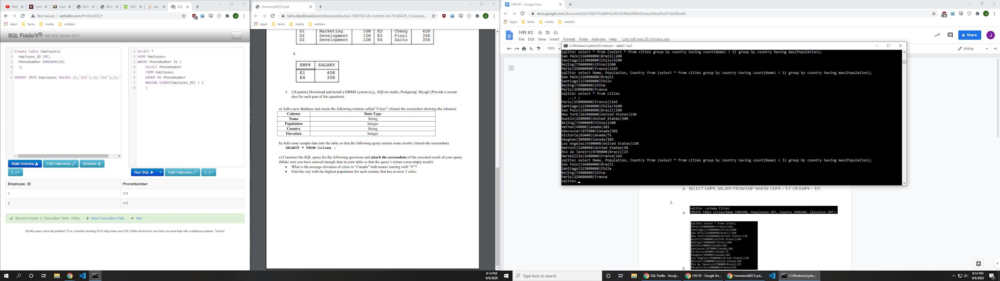 PKA
Cent
Lectu
Micr
Micr
SQL
sql -
SQL
Not secure | sqlfiddle.com/#!18/ecf25/1
Apps tamu media webdev
SQL Fiddle MS SQL Server 2017
1 Create Table Employees(
2 Employee_ID INT,
3 PhoneNumber VARCHAR(50)
4 );
5
6 INSERT INTO Employees VALUES (1,'111'),(2,'111'),(3,'
1 SELECT *
2 FROM Employees
3 WHERE PhoneNumber IN (
4 SELECT PhoneNumber
5 FROM Employees
6 GROUP BY PhoneNumber
7 HAVING COUNT(Employee_ID) > 1
8 )
Build Schema Edit Fullscreen Browser
[ ; ]
Run SQL Edit Fullscreen [ ; ]
Employee_ID PhoneNumber
1 111
2 111
Record Count: 2; Execution Time: 19ms View Execution Plan link
Did this query solve the problem? If so, consider donating $5 to help make sure SQL Fiddle will be here next time you need help with a database problem. Thanks!
Homework02(1).pdf
tamu.blackboard.com/bbcswebdav/pid-7409763-dt-content-rid-73145678_1/courses...
Apps tamu media webdev
D1 Marketing 10M E2 Cheng 42K
D2 Development 12M E3 Finzi 30K
D2 Development 12M E4 Saito 35K
d.
EMP# SALARY
E1 40K
E4 35K
3. (28 points) Download and install a DBMS system (e.g., SQLite studio, Postgresql, Mysql) (Provide a screen
shot for each part of this question).
a) Add a new database and create the following relation called “Cities” (Attach the screenshot showing the schema):
Column Data Type
Name String
Population Integer
Country String
Elevation Integer
b) Add some sample data into the table so that the following query returns some results (Attach the screenshot).
SELECT * FROM Cities ;
c) Construct the SQL query for the following questions and attach the screenshots of the executed result of your query
(Make sure you have entered enough data in your table so that the query’s return a non empty result):
• What is the average elevation of cities in “Canada” with names starting with “V”?
• Find the city with the highest population for each country that has at most 2 cities.
6:14 PM
9/6/2020
HW #2 - Google Docs
docs.google.com/document/d/1ENLYYhQf6HGcW2iZsMaGlKMvlVsvwuYdmyHsoR14JcM/edit
Apps tamu media webdev
HW #2
File Edit View Insert Format Tools Add-ons Help Last edit was 39 minutes ago
Share
J
100%
Editing
C:\Windows\system32\cmd.exe - sqlite3 hw2
sqlite> select * from (select * from cities group by country having count(Name) < 3) group by country having max(Population);
Sao Palo|156000000|Brazil|200
Santiago|123000000|Chile|4200
Bejing|75000000|China|1200
Paris|250000000|France|1245
sqlite> select Name, Population, Country from (select * from cities group by country having count(Name) < 3) group by country having max(Population);
Sao Palo|156000000|Brazil
Santiago|123000000|Chile
Bejing|75000000|China
Paris|250000000|France
sqlite> select * from cities
...> ;
Paris|250000000|France|1245
Santiago|123000000|Chile|4200
Sao Palo|156000000|Brazil|200
New York|262000000|United States|230
Austin|2500000|United States|560
Bejing|75000000|China|1200
Vernon|40000|Canada|203
Vancouver|675000|Canada|501
Victoria|85000|Canada|75
Vaughan|306000|Canada|105
Los Angeles|4500000|United States|150
Detroit|1200000|United States|50
Rio de Janeiro|6700000|Brazil|23
Marseillle|1600000|France|324
sqlite> select Name, Population, Country from (select * from cities group by country having count(Name) < 3) group by country having max(Population);
Sao Palo|156000000|Brazil
Santiago|123000000|Chile
Bejing|75000000|China
Paris|250000000|France
sqlite>
d. SELECT EMP#, SALARY FROM EMP WHERE EMP# = 'E1' OR EMP# = 'E4';
3.
a.
sqlite> .schema Cities
CREATE TABLE Cities(Name VARCHAR, Population INT, Country VARCHAR, Elevation INT);
sqlite> select * from cities;
Paris|250000000|France|1245
Santiago|123000000|Chile|4200
Sao Palo|156000000|Brazil|200
New York|262000000|United States|230
Austin|2500000|United States|560
Bejing|75000000|China|1200
Vernon|40000|Canada|203
Vancouver|675000|Canada|501
Victoria|85000|Canada|75
Vaughan|306000|Canada|105
Los Angeles|4500000|United States|150
Detroit|1200000|United States|50
Rio de Janeiro|6700000|Brazil|23
Marseillle|1600000|France|324
b.
Type here to search
SQL Fiddle - Googl...
HW #2 - Google Do...
Homework02(1).pd...
C:\Windows\syste...
6:14 PM
9/6/2020
3